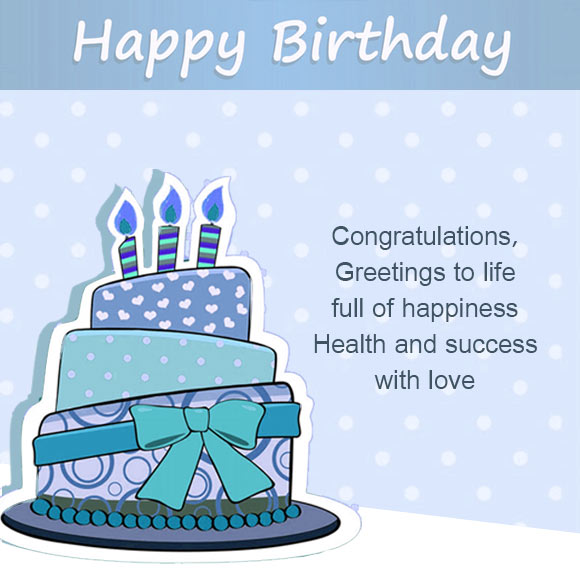 Happy Birthday
Congratulations,
Greetings to life
full of happiness
Health and success
with love